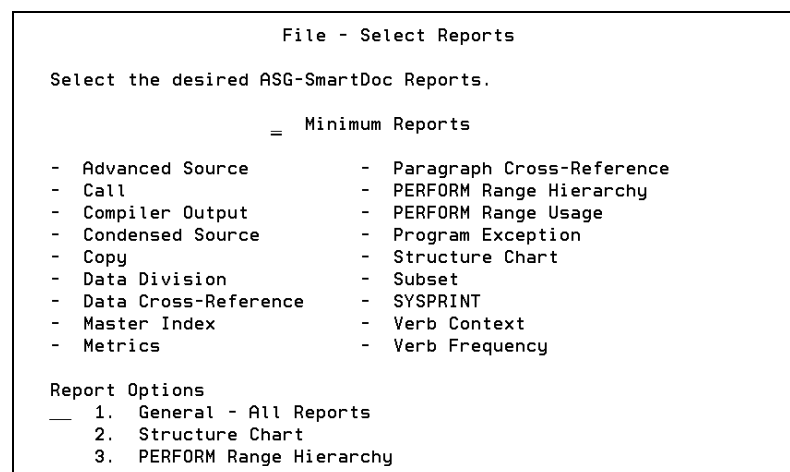 File - Select Reports
Select the desired ASG-SmartDoc Reports.
_ Minimum Reports
- Advanced Source - Paragraph Cross-Reference
- Call - PERFORM Range Hierarchy
- Compiler Output - PERFORM Range Usage
- Condensed Source - Program Exception
- Copy - Structure Chart
- Data Division - Subset
- Data Cross-Reference - SYSPRINT
- Master Index - Verb Context
- Metrics - Verb Frequency
Report Options
__ 1. General - All Reports
2. Structure Chart
3. PERFORM Range Hierarchy